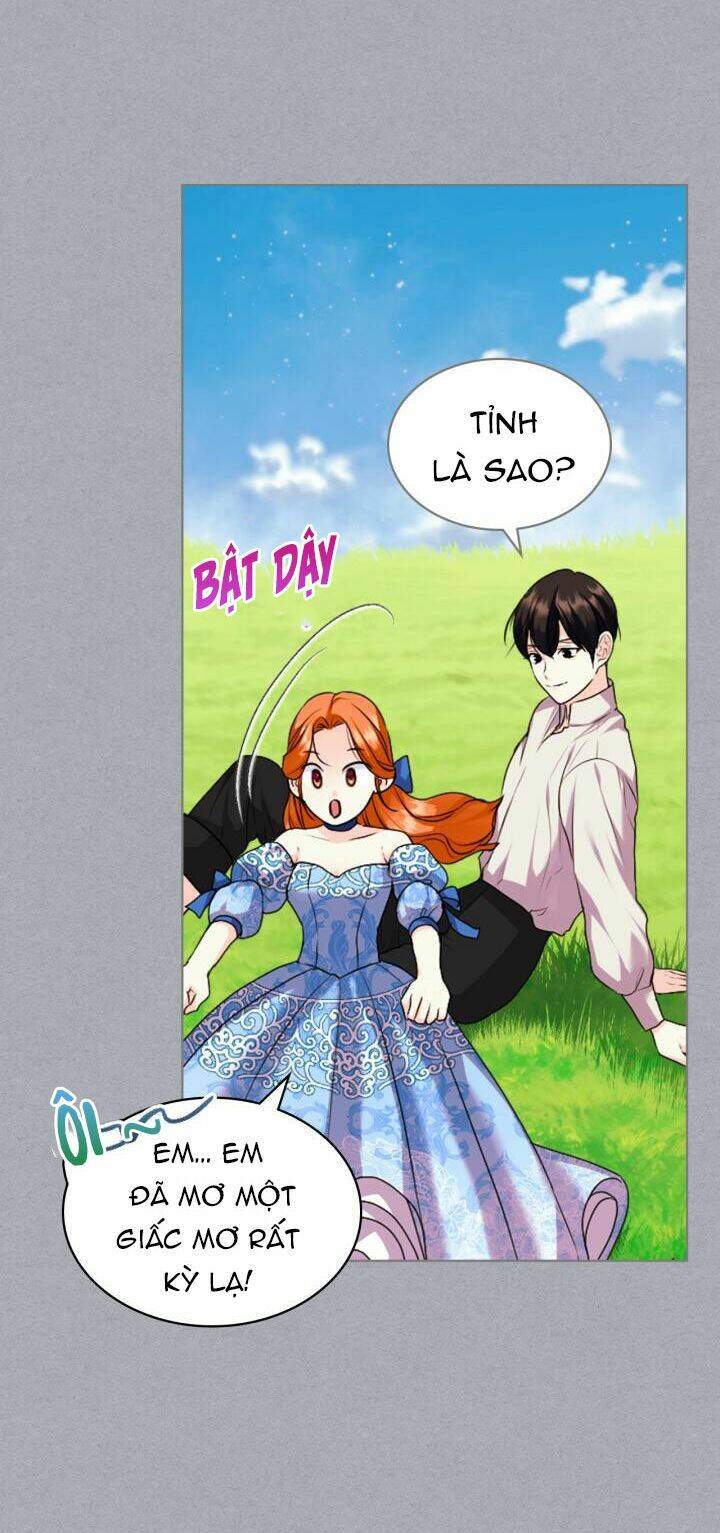 TỈNH
LÀ SAO?
BẬT DẬY
ÔI~~
EM... EM
ĐÃ MƠ MỘT
GIẤC MƠ RẤT
KỲ LẠ!